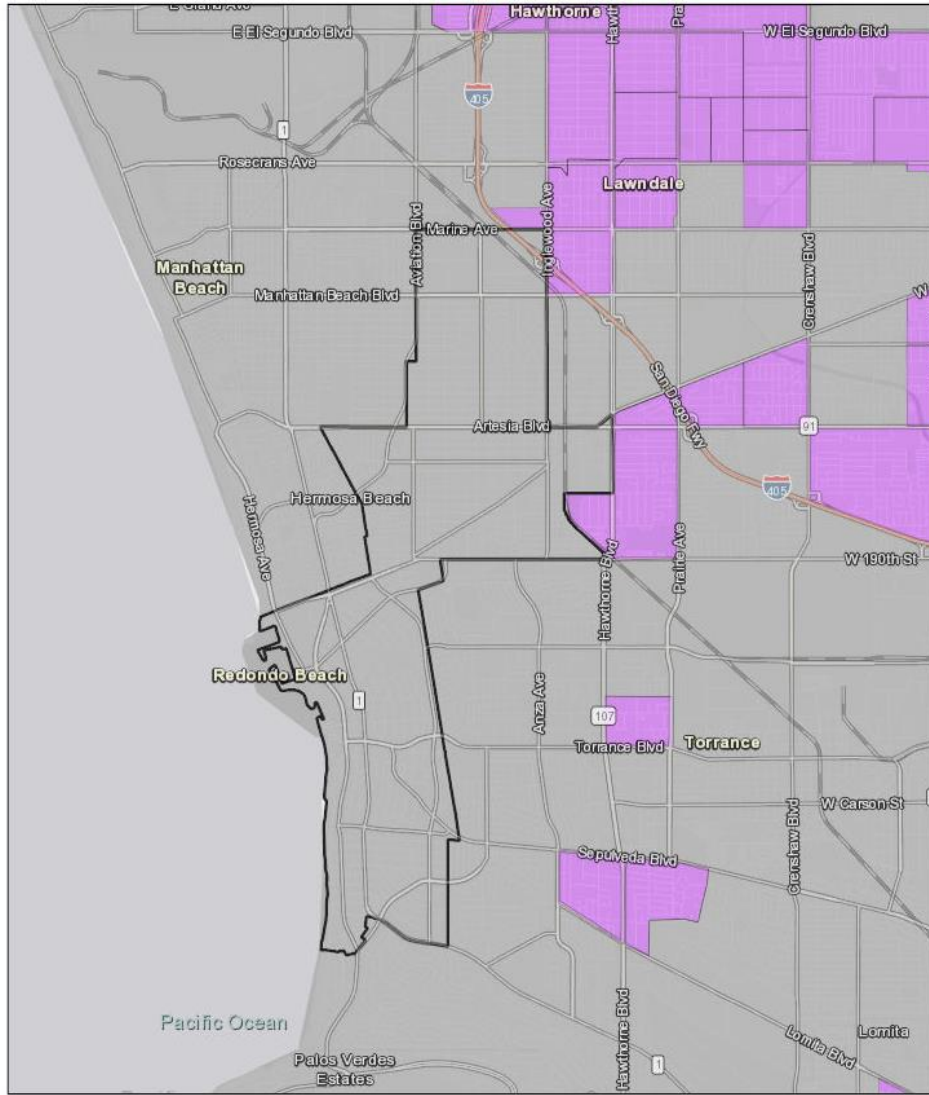 E Grand Ave
Hawthorne
E El Segundo Blvd
W El Segundo Blvd
405
1
Rosecrans Ave
Lawndale
Inglewood Ave
Aviation Blvd
Marine Ave
Crenshaw Blvd
Manhattan
Beach
Manhattan Beach Blvd
W
San Diego Fwy
Artesia Blvd
91
405
Hermosa Beach
Hermosa Ave
Hawthorne Blvd
Prairie Ave
W 190th St
Redondo Beach
1
Anza Ave
107
Torrance Blvd
Torrance
W Carson St
Crenshaw Blvd
Sepulveda Blvd
Pacific Ocean
Hawthorne Blvd
Lomita Blvd
Lomita
Palos Verdes
Estates
1